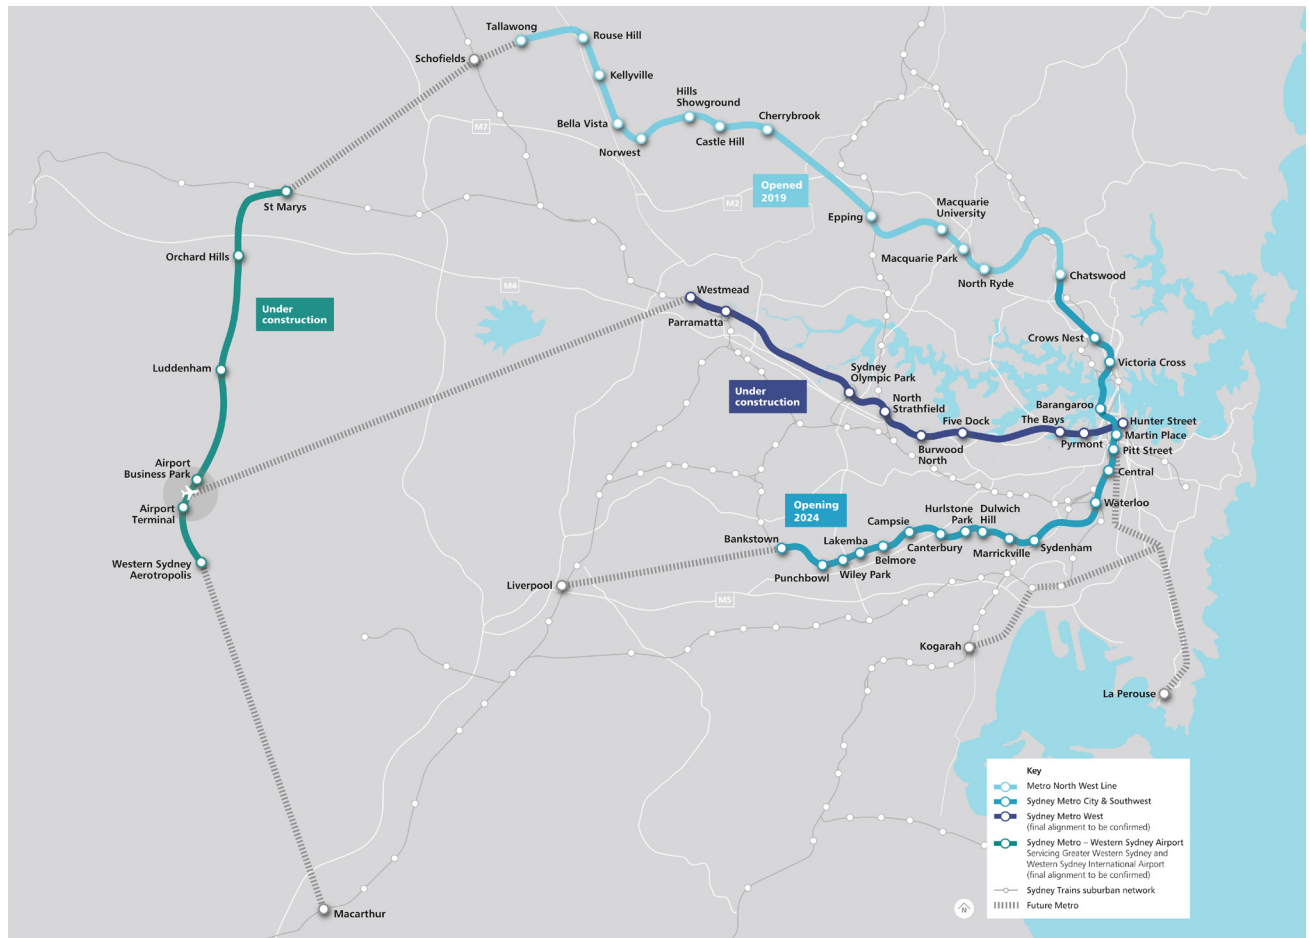 Tallawong
Rouse Hill
Schofields
Kellyville
Hills
Showground
Cherrybrook
Bella Vista
M7
Castle Hill
Norwest
Opened
2019
St Marys
M2
Macquarie
University
Epping
Orchard Hills
Macquarie Park
Chatswood
North Ryde
M4
Westmead
Under
construction
Parramatta
Crows Nest
Victoria Cross
Luddenham
Sydney
Olympic Park
Under
construction
North
Strathfield
Barangaroo
Five Dock
The Bays
Hunter Street
Martin Place
Pyrmont
Burwood
North
Pitt Street
Airport
Business Park
Central
Airport
Terminal
Opening
2024
Waterloo
Hurlstone
Park
Dulwich
Hill
Campsie
Bankstown
Lakemba
Canterbury
Sydenham
Marrickville
Belmore
Western Sydney
Aerotropolis
Punchbowl
Wiley Park
Liverpool
M5
Kogarah
La Perouse
Key
Metro North West Line
Sydney Metro City & Southwest
Sydney Metro West
(final alignment to be confirmed)
Sydney Metro – Western Sydney Airport
Servicing Greater Western Sydney and
Western Sydney International Airport
(final alignment to be confirmed)
Sydney Trains suburban network
Future Metro
N
Macarthur